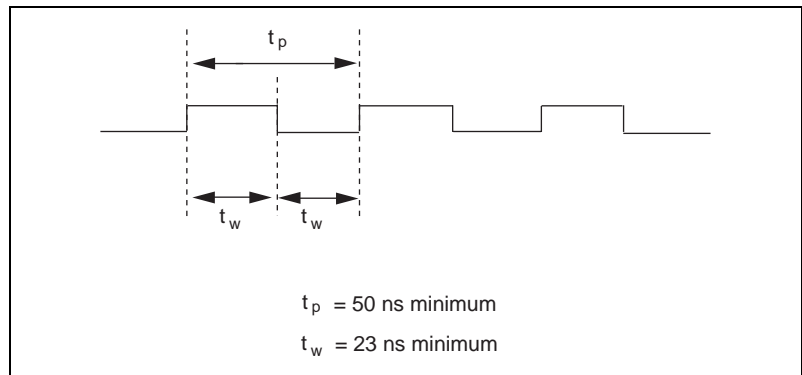 t p
t w t w
t p = 50 ns minimum
t w = 23 ns minimum